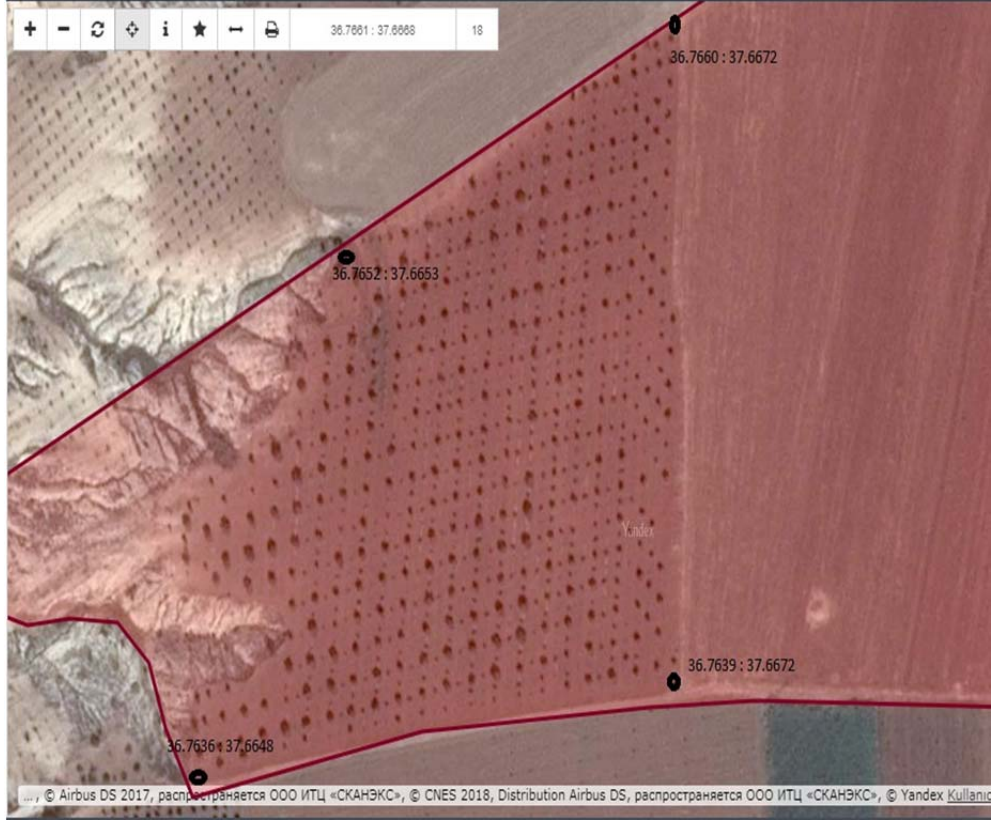 36.7661 : 37.6668 18
36.7660 : 37.6672
36.7652 : 37.6653
Yandex
36.7639 : 37.6672
36.7636 : 37.6648
..., © Airbus DS 2017, распространяется ООО ИТЦ «СКАНЭКС», © CNES 2018, Distribution Airbus DS, распространяется ООО ИТЦ «СКАНЭКС», © Yandex Kullanıc